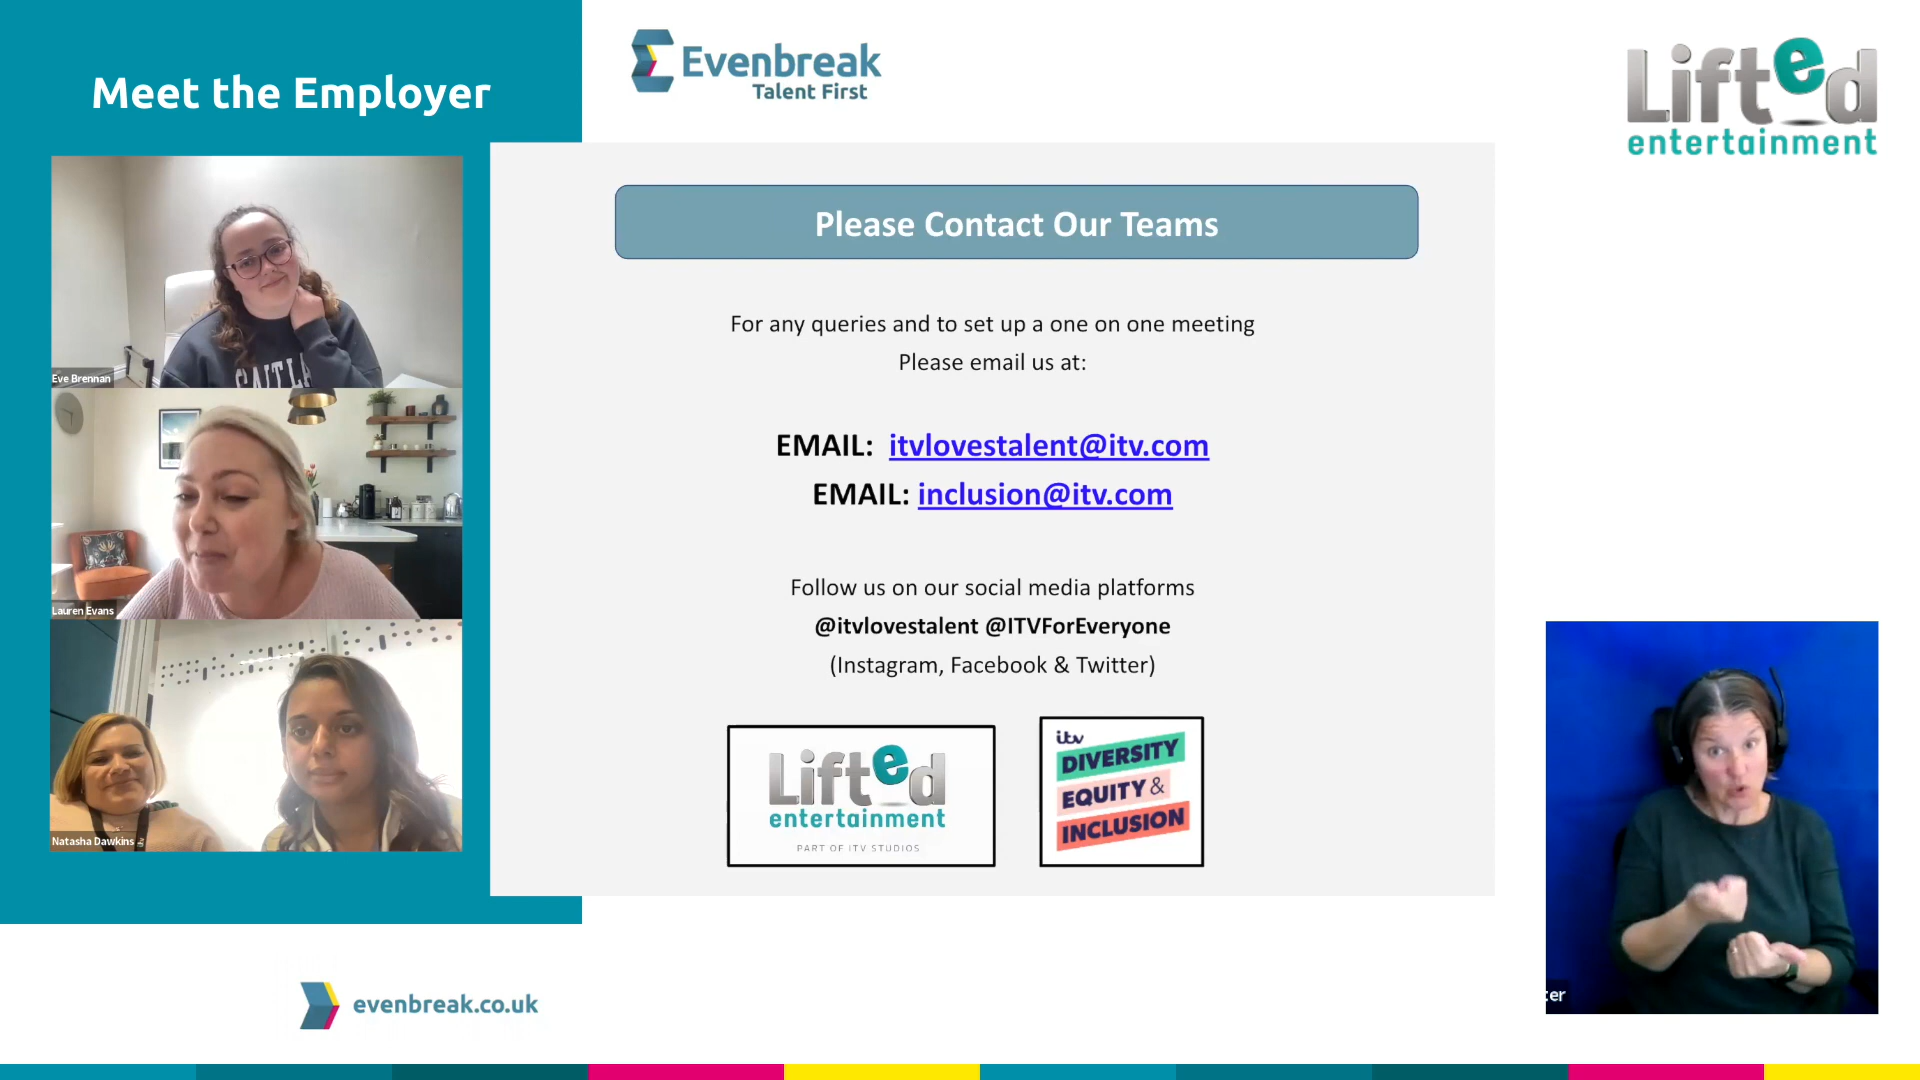 Meet the Employer
Evenbreak
Talent First
Lifted
entertainment
Eve Brennan
Lauren Evans
Natasha Dawkins
Please Contact Our Teams
For any queries and to set up a one on one meeting
Please email us at:
EMAIL: itvlovestalent@itv.com
EMAIL: inclusion@itv.com
Follow us on our social media platforms
@itvlovestalent @ITVForEveryone
(Instagram, Facebook & Twitter)
Lifted
entertainment
PART OF ITV STUDIOS
itv
DIVERSITY
EQUITY &
INCLUSION
ter
evenbreak.co.uk